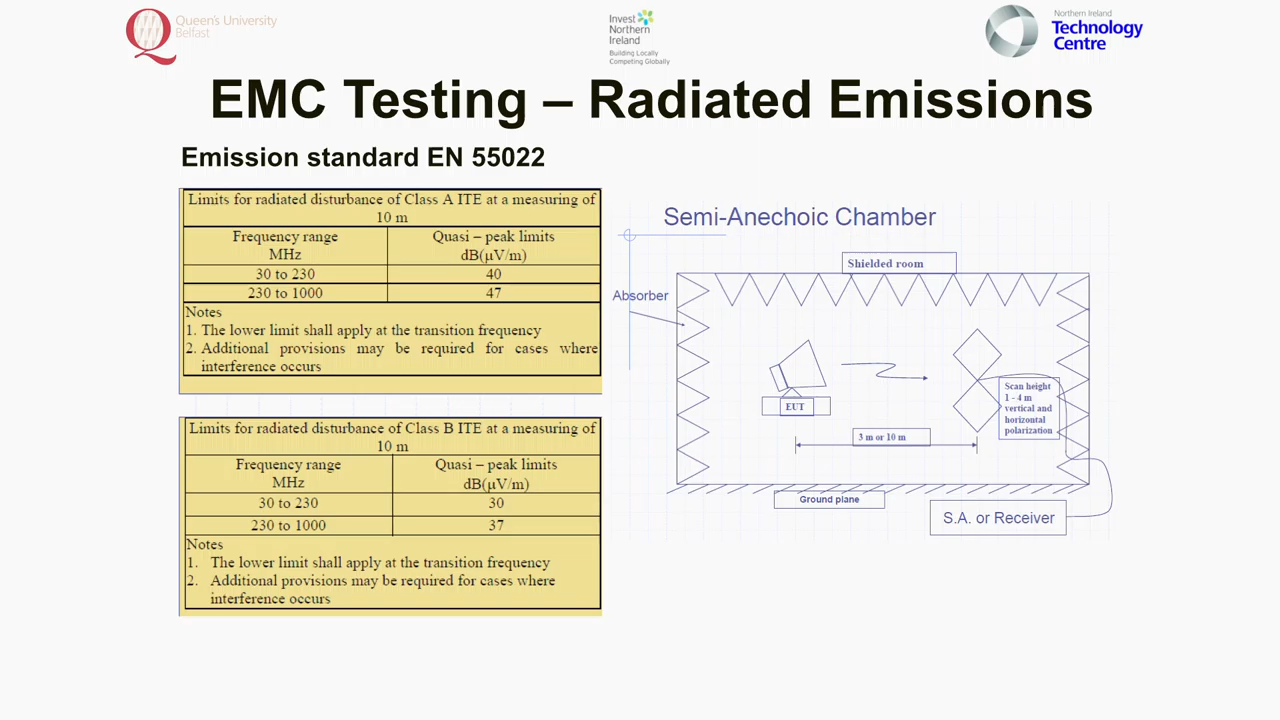 Queen's University
Belfast
Invest
Northern
Ireland
Building Locally
Competing Globally
Northern Ireland
Technology
Centre
EMC Testing – Radiated Emissions
Emission standard EN 55022
Limits for radiated disturbance of Class A ITE at a measuring of
10 m
Frequency range
MHz
Quasi – peak limits
dB(µV/m)
30 to 230
40
230 to 1000
47
Notes
1. The lower limit shall apply at the transition frequency
2. Additional provisions may be required for cases where
interference occurs
Limits for radiated disturbance of Class B ITE at a measuring of
10 m
Frequency range
MHz
Quasi – peak limits
dB(µV/m)
30 to 230
30
230 to 1000
37
Notes
1. The lower limit shall apply at the transition frequency
2. Additional provisions may be required for cases where
interference occurs
Semi-Anechoic Chamber
Shielded room
Absorber
EUT
Scan height
1 - 4 m
vertical and
horizontal
polarization
3 m or 10 m
Ground plane
S.A. or Receiver